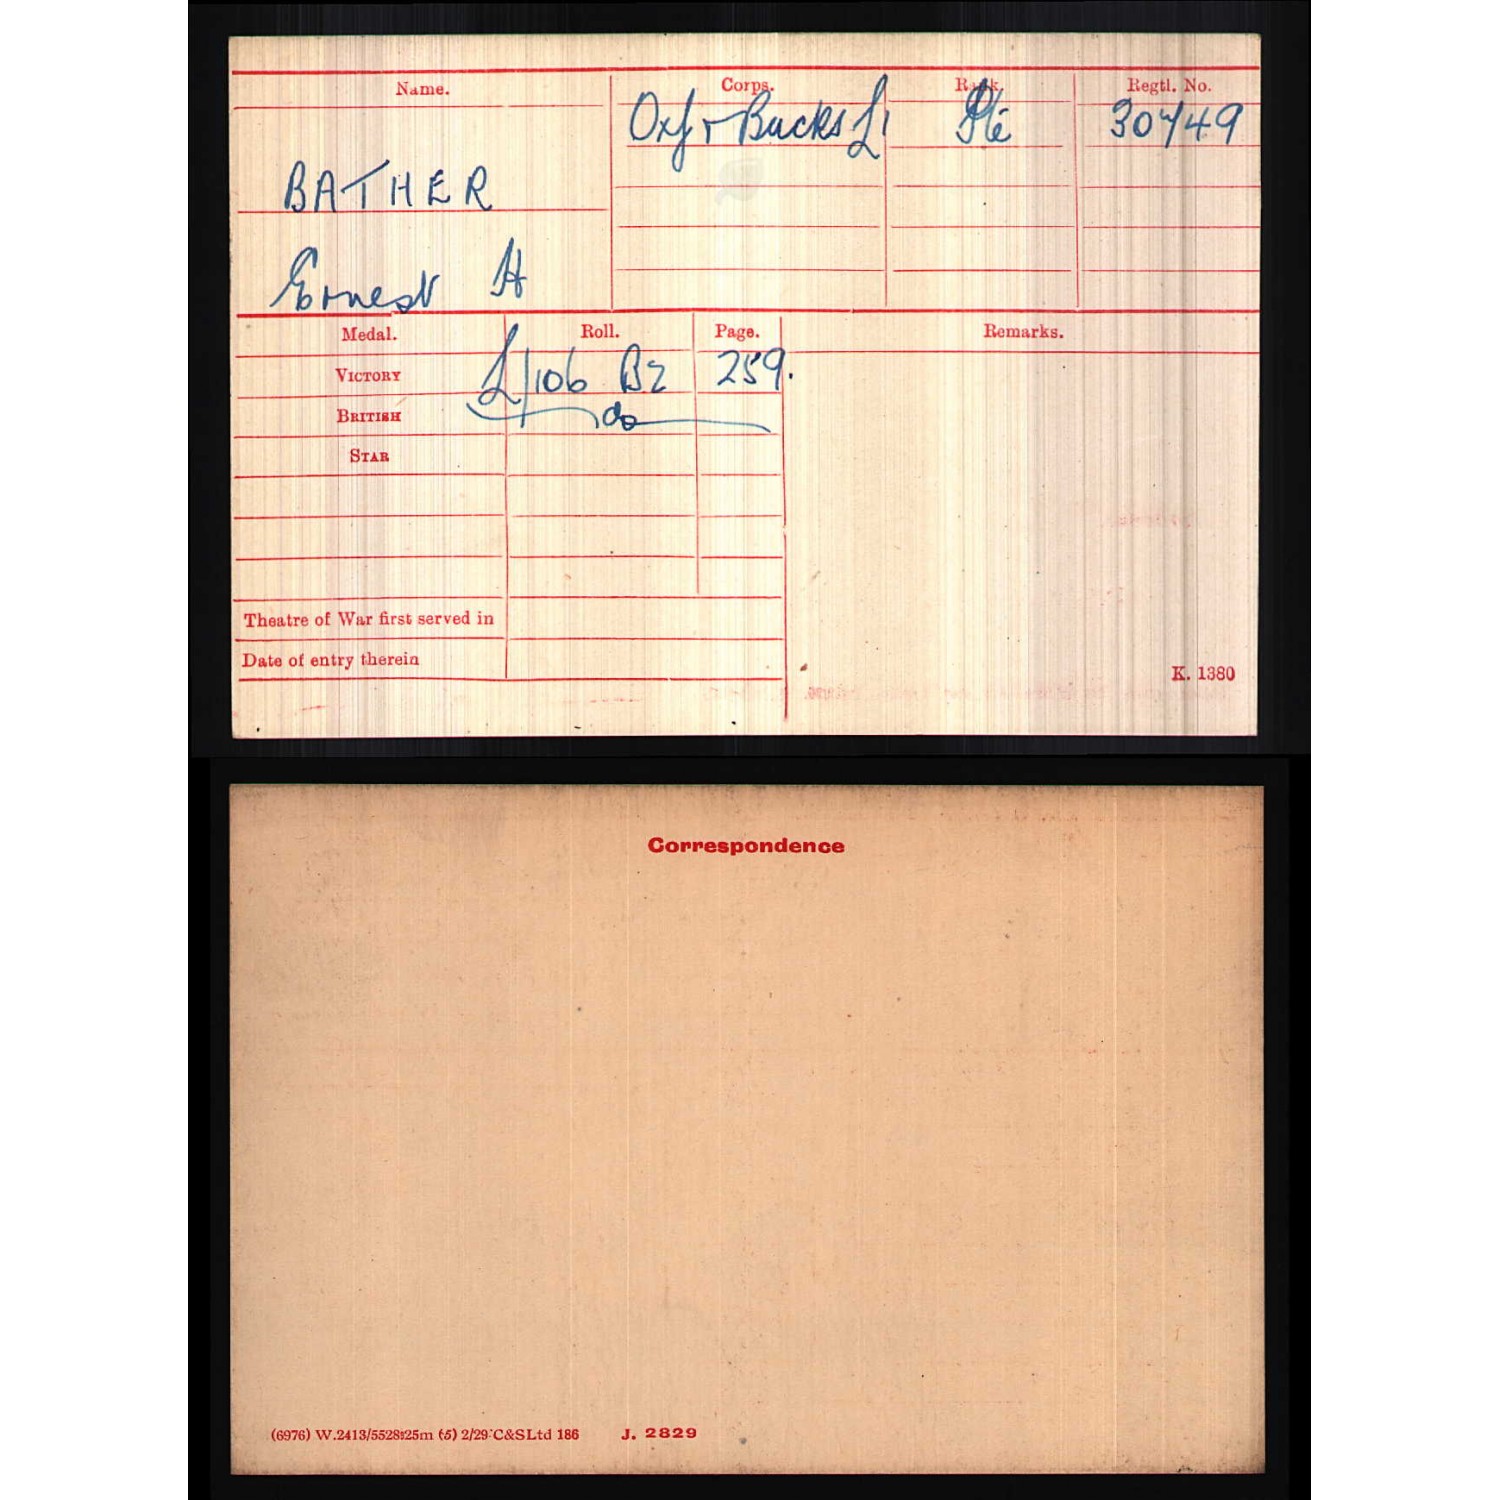 Name. Corps. Rank. Regtl. No.
Oxf & Bucks L I Pte 30749
BATHER
Ernest H
Medal. Roll. Page. Remarks.
VICTORY L/106 B2 259.
BRITISH do
STAR
Theatre of War first served in
Date of entry therein
K. 1380
Correspondence
(6976) W.2413/5528 25m (5) 2/29 C&SLtd 186 J. 2829